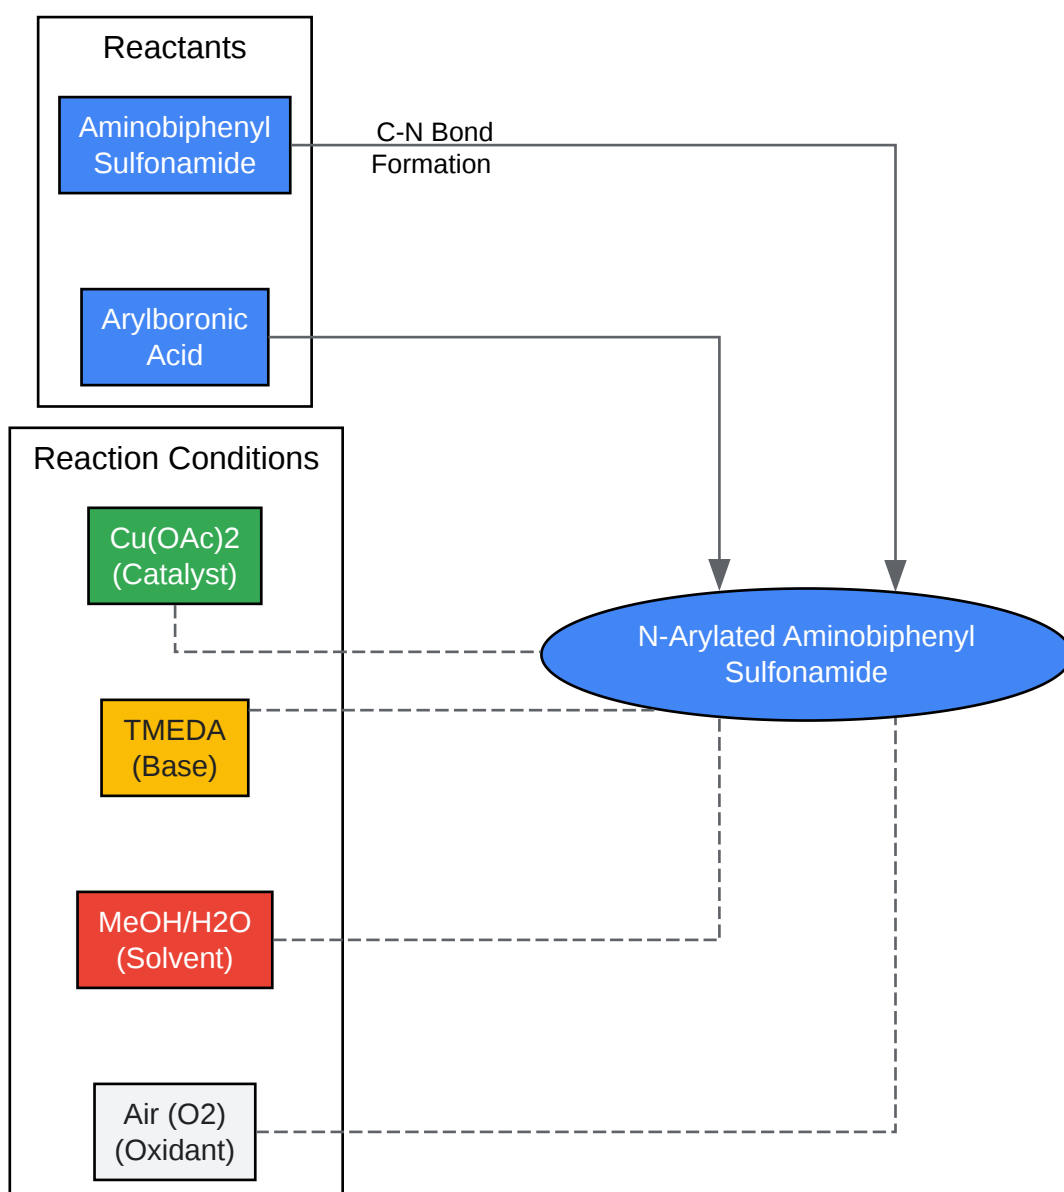 Reactants
Aminobiphenyl
Sulfonamide
C-N Bond
Formation
Arylboronic
Acid
Reaction Conditions
Cu(OAc)2
(Catalyst)
N-Arylated Aminobiphenyl
Sulfonamide
TMEDA
(Base)
MeOH/H2O
(Solvent)
Air (O2)
(Oxidant)